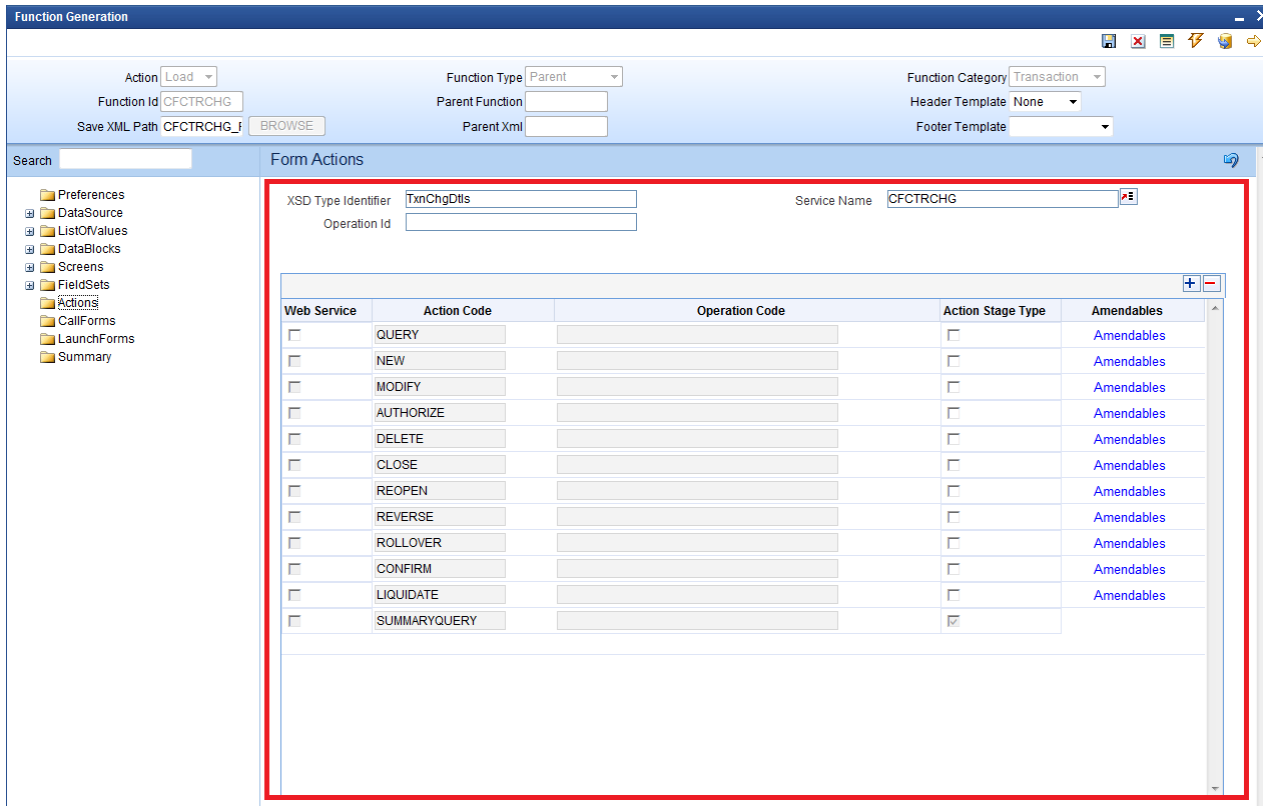 Function Generation
Action Load Function Type Parent Function Category Transaction
Function Id CFCTRCHG Parent Function Header Template None
Save XML Path CFCTRCHG_ BROWSE Parent Xml Footer Template
Search Form Actions
Preferences
DataSource
ListOfValues
DataBlocks
Screens
FieldSets
Actions
CallForms
LaunchForms
Summary
XSD Type Identifier TxnChgDtls Service Name CFCTRCHG
Operation Id
Web Service Action Code Operation Code Action Stage Type Amendables
QUERY Amendables
NEW Amendables
MODIFY Amendables
AUTHORIZE Amendables
DELETE Amendables
CLOSE Amendables
REOPEN Amendables
REVERSE Amendables
ROLLOVER Amendables
CONFIRM Amendables
LIQUIDATE Amendables
SUMMARYQUERY